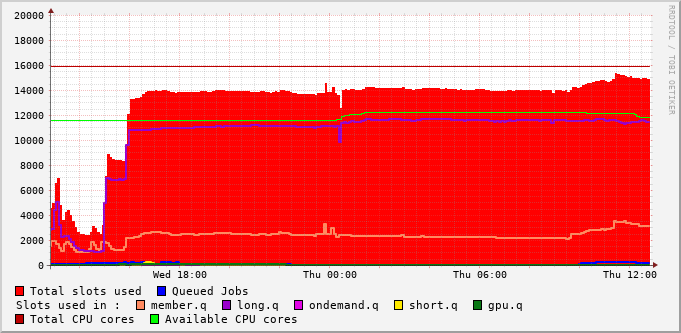 20000
18000
16000
14000
12000
10000
8000
6000
4000
2000
0
Wed 18:00 Thu 00:00 Thu 06:00 Thu 12:00
RRDTOOL / TOBI OETIKER
Total slots used Queued Jobs
Slots used in : member.q long.q ondemand.q short.q gpu.q
Total CPU cores Available CPU cores